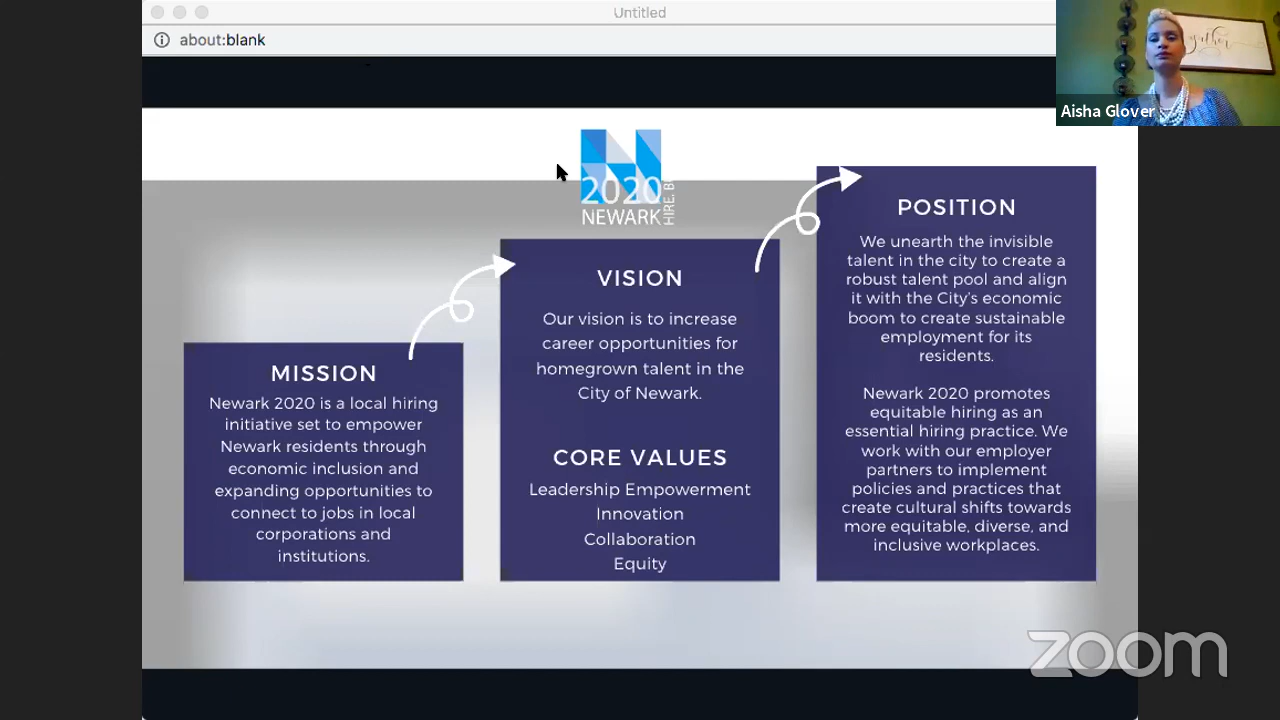 Untitled
about:blank
gather
Aisha Glover
2020
NEWARK
HIRE. B
MISSION
Newark 2020 is a local hiring
initiative set to empower
Newark residents through
economic inclusion and
expanding opportunities to
connect to jobs in local
corporations and
institutions.
VISION
Our vision is to increase
career opportunities for
homegrown talent in the
City of Newark.
CORE VALUES
Leadership Empowerment
Innovation
Collaboration
Equity
POSITION
We unearth the invisible
talent in the city to create a
robust talent pool and align
it with the City's economic
boom to create sustainable
employment for its
residents.
Newark 2020 promotes
equitable hiring as an
essential hiring practice. We
work with our employer
partners to implement
policies and practices that
create cultural shifts towards
more equitable, diverse, and
inclusive workplaces.
zoom